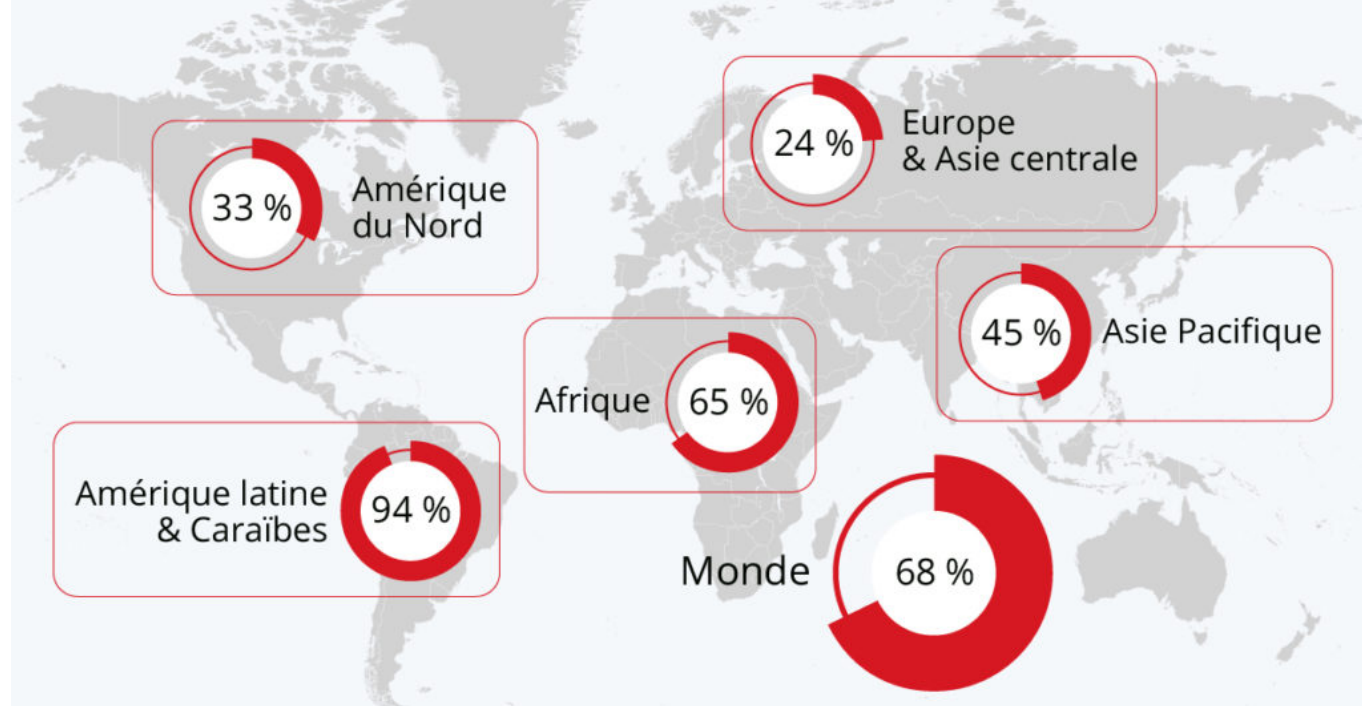 24 %
Europe
& Asie centrale
33 %
Amérique
du Nord
45 %
Asie Pacifique
Afrique
65 %
Amérique latine
& Caraïbes
94 %
Monde
68 %